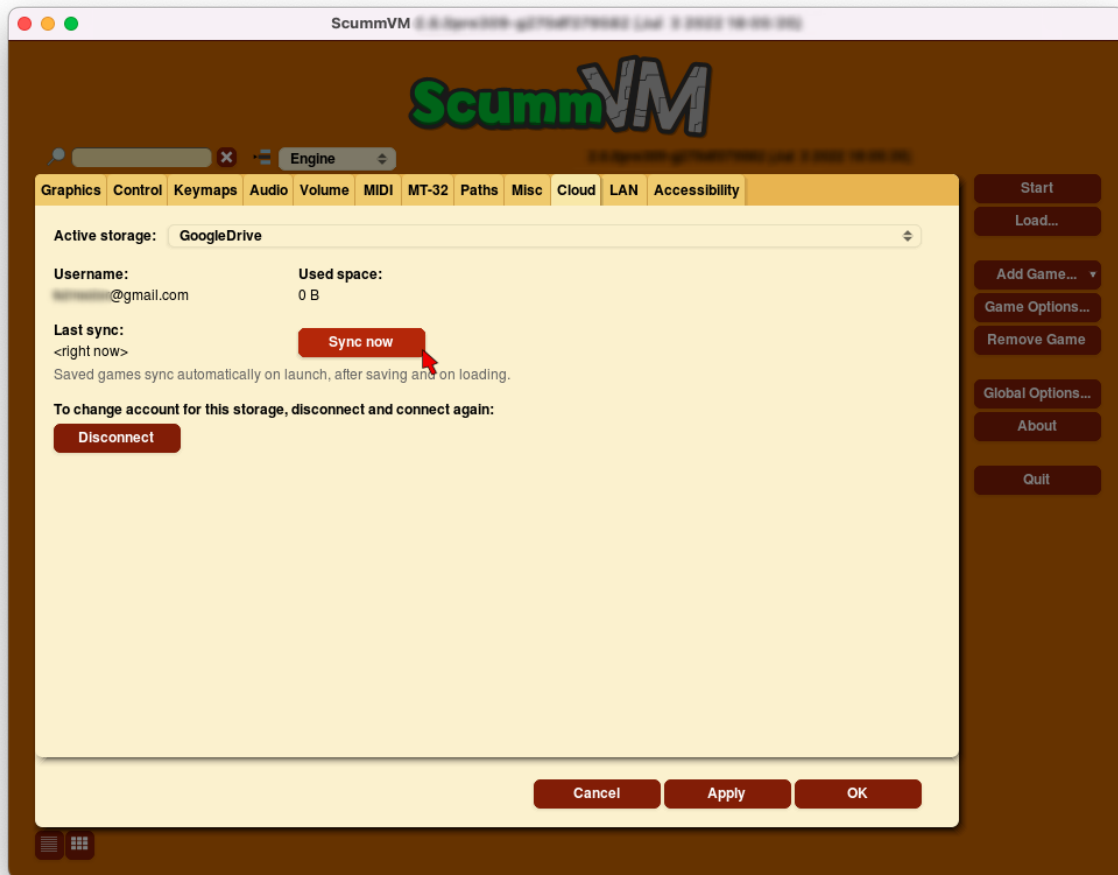 ScummVM
ScummVM
Engine
Graphics Control Keymaps Audio Volume MIDI MT-32 Paths Misc Cloud LAN Accessibility
Active storage: GoogleDrive
Username: Used space:
@gmail.com 0 B
Last sync:
<right now>
Sync now
Saved games sync automatically on launch, after saving and on loading.
To change account for this storage, disconnect and connect again:
Disconnect
Cancel Apply OK
Start
Load...
Add Game...
Game Options...
Remove Game
Global Options...
About
Quit